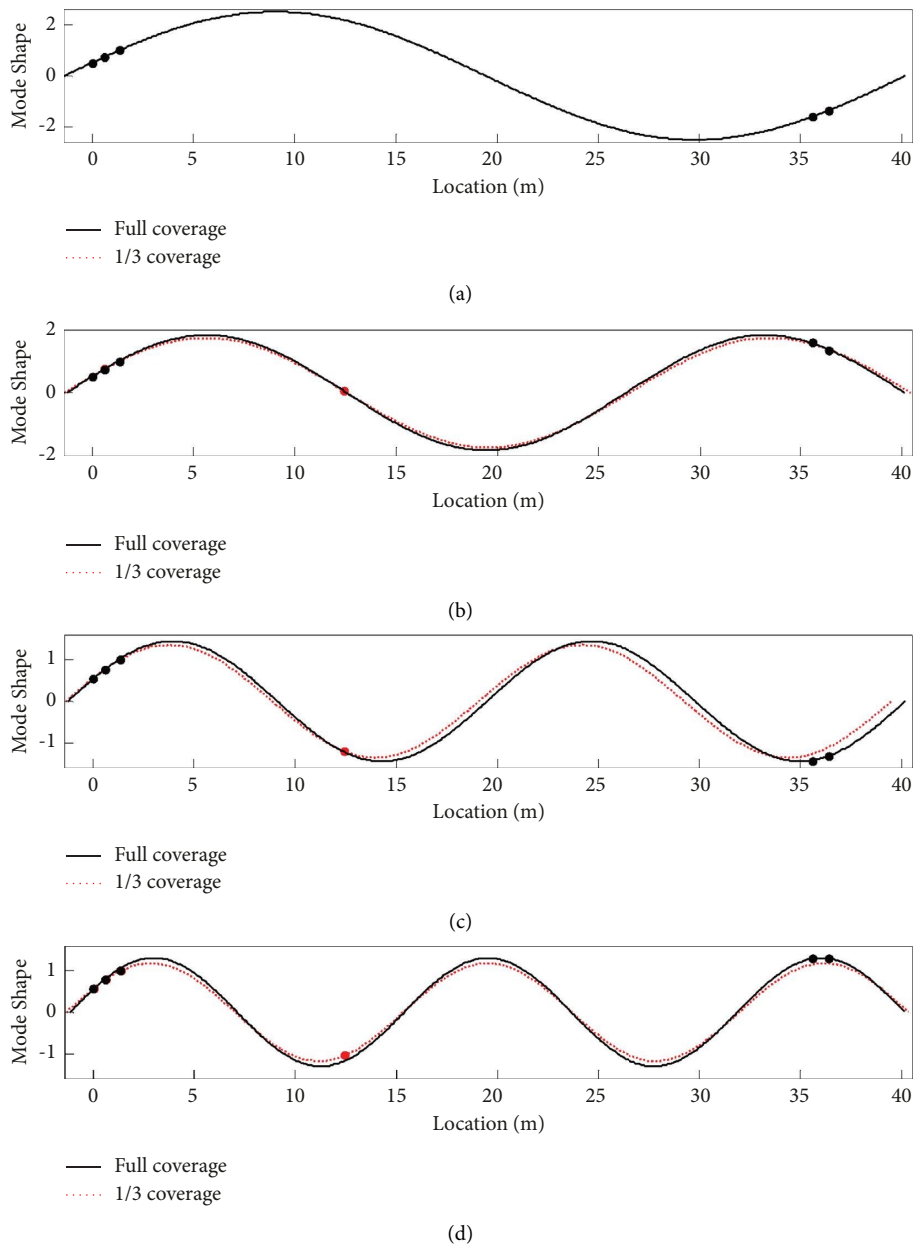 2
0
-2
Mode Shape
0 5 10 15 20 25 30 35 40
Location (m)
Full coverage
1/3 coverage
(a)
2
0
-2
Mode Shape
0 5 10 15 20 25 30 35 40
Location (m)
Full coverage
1/3 coverage
(b)
1
0
-1
Mode Shape
0 5 10 15 20 25 30 35 40
Location (m)
Full coverage
1/3 coverage
(c)
1
0
-1
Mode Shape
0 5 10 15 20 25 30 35 40
Location (m)
Full coverage
1/3 coverage
(d)